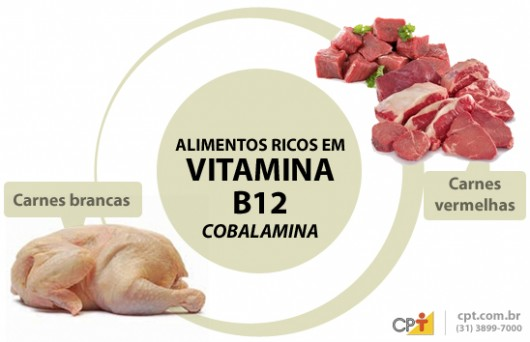 ALIMENTOS RICOS EM
VITAMINA
B12
COBALAMINA
Carnes brancas
Carnes
vermelhas
CPT
cpt.com.br
(31) 3899-7000